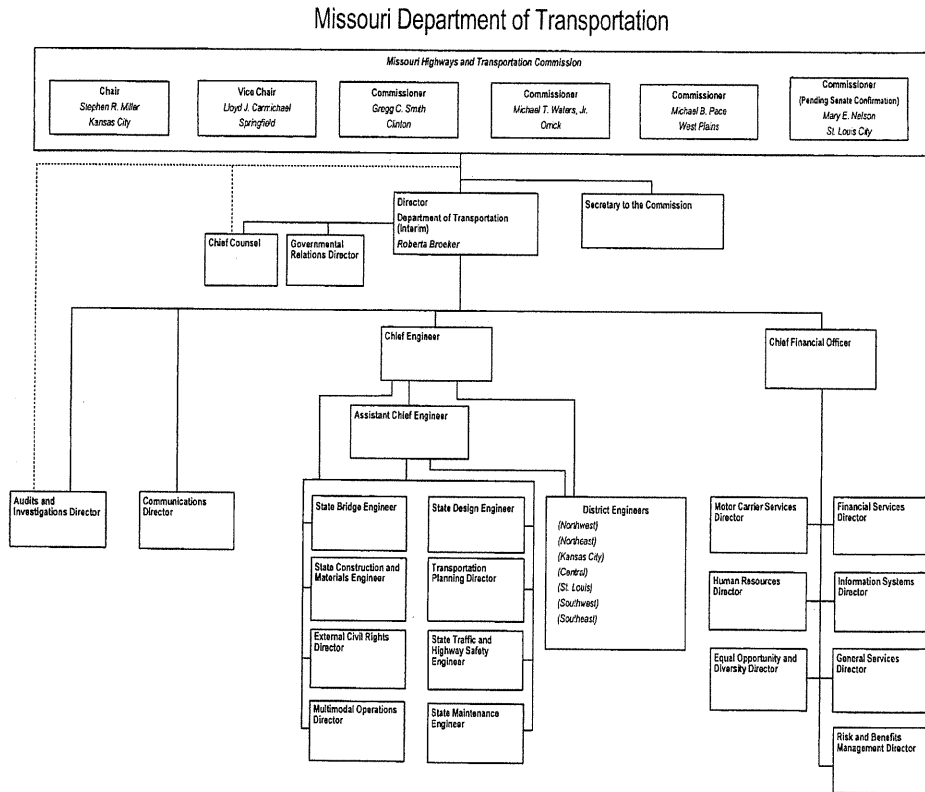 Missouri Department of Transportation
Missouri Highways and Transportation Commission
Chair
Stephen R. Miller
Kansas City
Vice Chair
Lloyd J. Carmichael
Springfield
Commissioner
Gregg C. Smith
Clinton
Commissioner
Michael T. Waters, Jr.
Orrick
Commissioner
Michael B. Pace
West Plains
Commissioner
(Pending Senate Confirmation)
Mary E. Nelson
St. Louis City
Director
Department of Transportation
(Interim)
Roberta Broeker
Secretary to the Commission
Chief Counsel
Governmental
Relations Director
Chief Engineer
Chief Financial Officer
Assistant Chief Engineer
Audits and
Investigations Director
Communications
Director
State Bridge Engineer
State Design Engineer
State Construction and
Materials Engineer
Transportation
Planning Director
External Civil Rights
Director
State Traffic and
Highway Safety
Engineer
Multimodal Operations
Director
State Maintenance
Engineer
District Engineers
(Northwest)
(Northeast)
(Kansas City)
(Central)
(St. Louis)
(Southwest)
(Southeast)
Motor Carrier Services
Director
Financial Services
Director
Human Resources
Director
Information Systems
Director
Equal Opportunity and
Diversity Director
General Services
Director
Risk and Benefits
Management Director